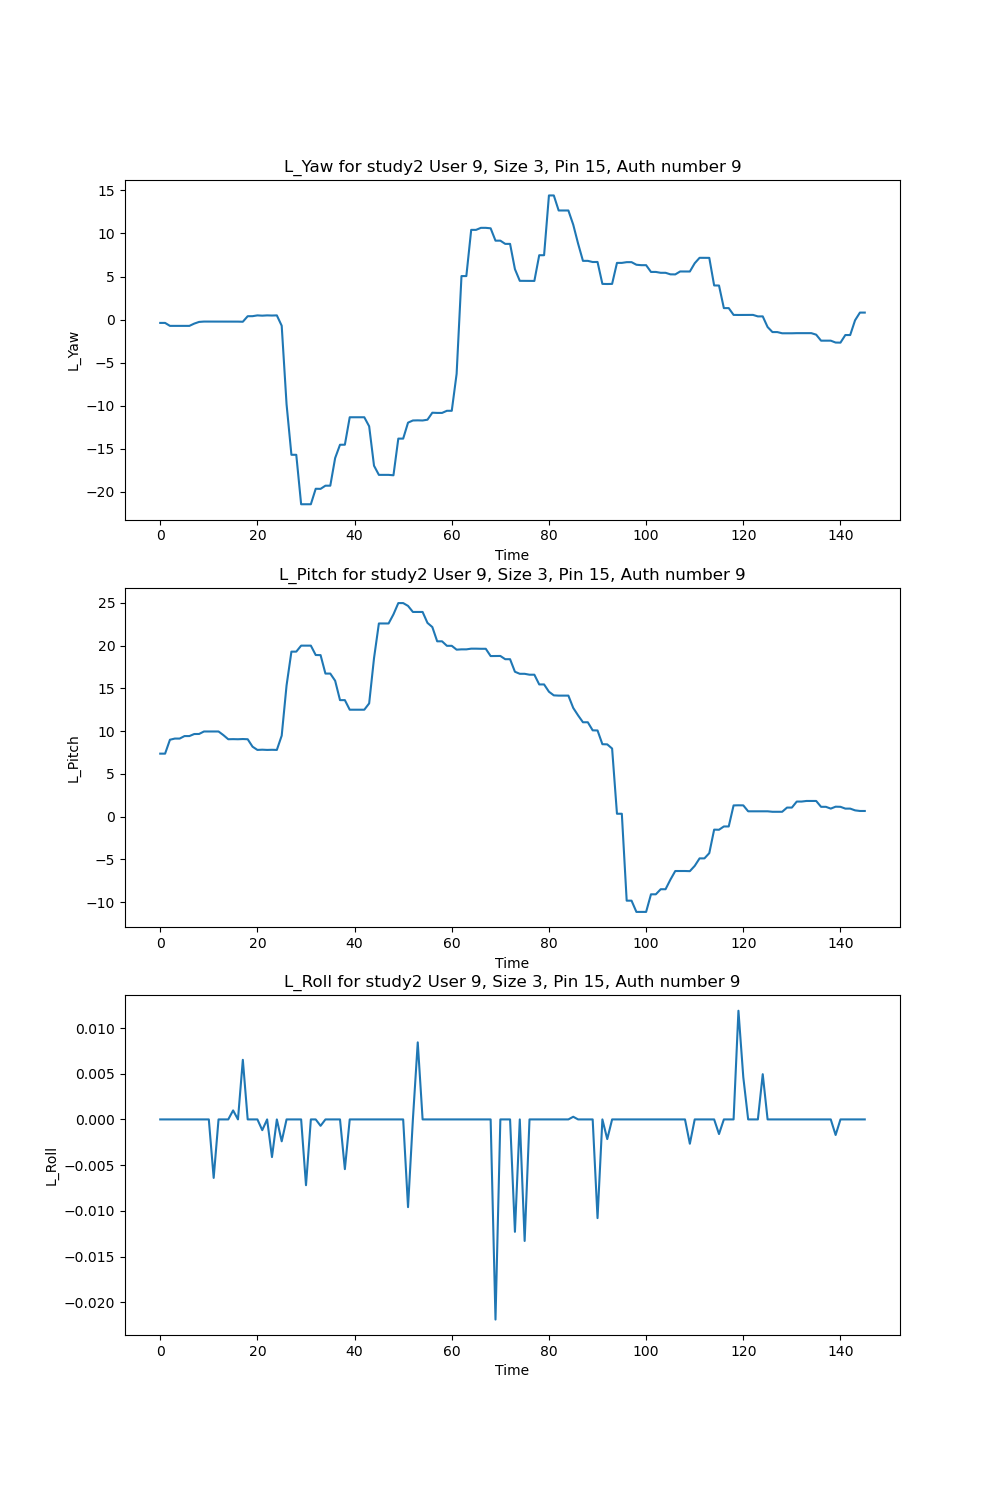 L_Yaw for study2 User 9, Size 3, Pin 15, Auth number 9
15
10
5
0
−5
−10
−15
−20
L_Yaw
0 20 40 60 80 100 120 140
Time
L_Pitch for study2 User 9, Size 3, Pin 15, Auth number 9
25
20
15
10
5
0
−5
−10
L_Pitch
0 20 40 60 80 100 120 140
Time
L_Roll for study2 User 9, Size 3, Pin 15, Auth number 9
0.010
0.005
0.000
−0.005
−0.010
−0.015
−0.020
L_Roll
0 20 40 60 80 100 120 140
Time